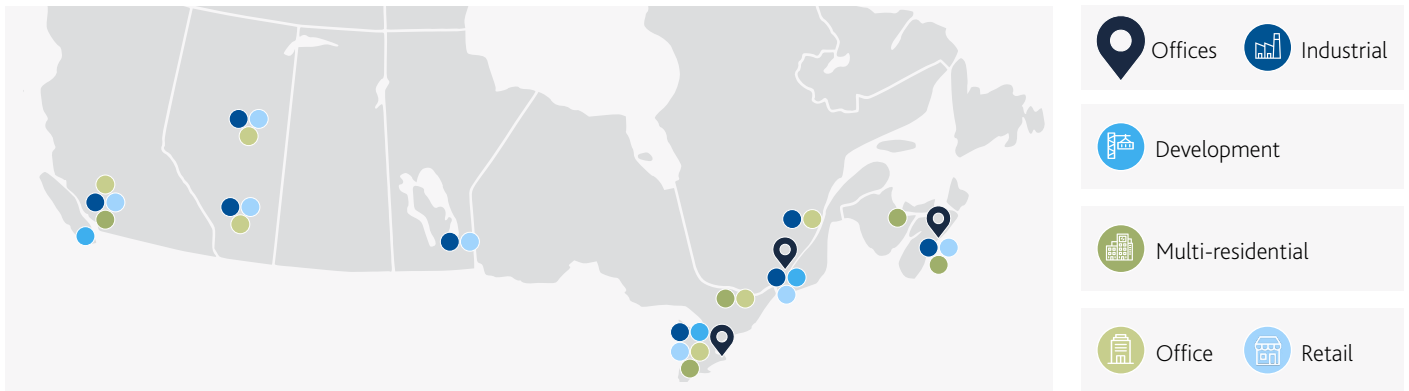 Offices
Industrial
Development
Multi-residential
Office
Retail